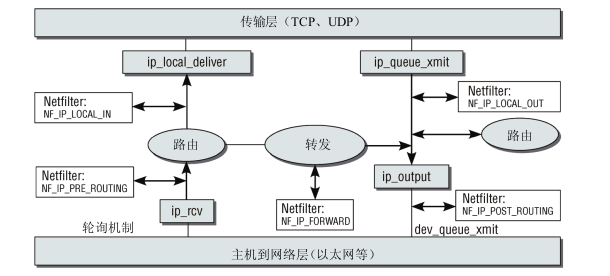 传输层（TCP、UDP）
ip_local_deliver
ip_queue_xmit
Netfilter:
NF_IP_LOCAL_IN
Netfilter:
NF_IP_LOCAL_OUT
路由
转发
路由
Netfilter:
NF_IP_PRE_ROUTING
ip_output
ip_rcv
Netfilter:
NF_IP_FORWARD
Netfilter:
NF_IP_POST_ROUTING
轮询机制
dev_queue_xmit
主机到网络层(以太网等）